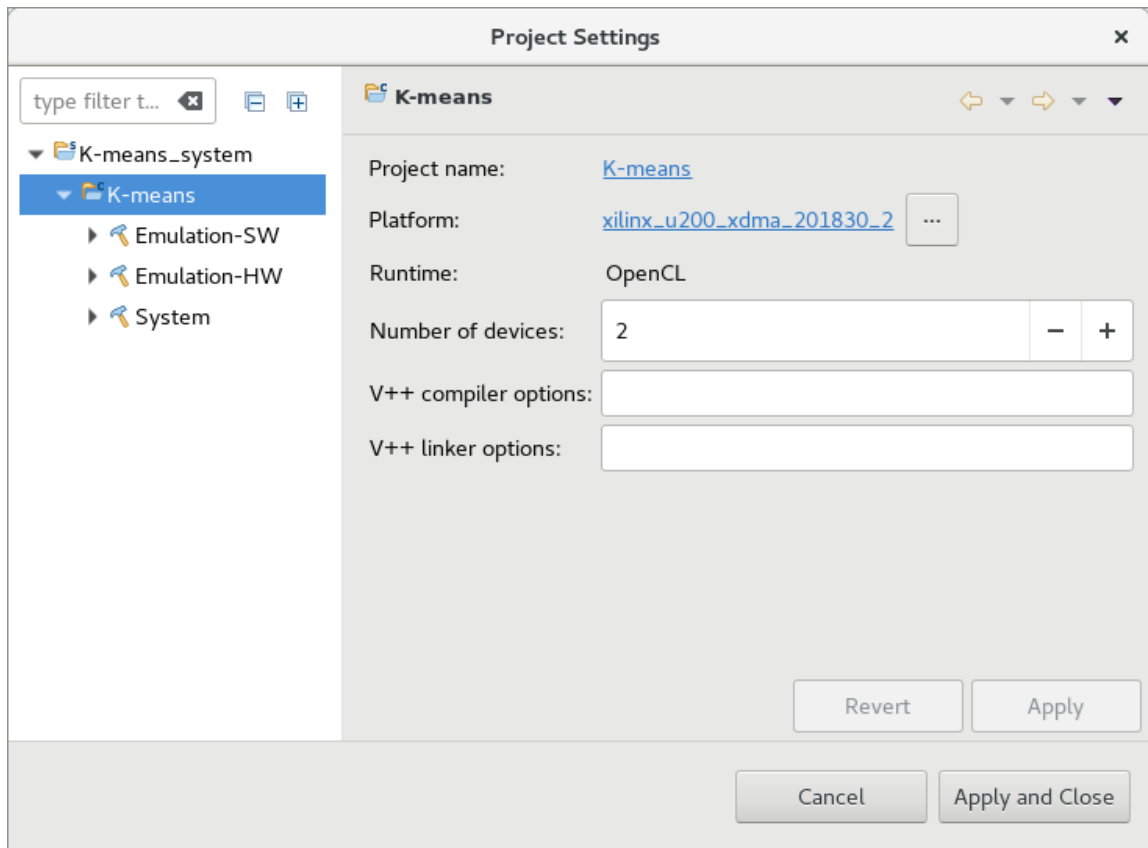 Project Settings
type filter t...
K-means_system
K-means
Emulation-SW
Emulation-HW
System
K-means
Project name: K-means
Platform: xilinx_u200_xdma_201830_2 ...
Runtime: OpenCL
Number of devices: 2 − +
V++ compiler options:
V++ linker options:
Revert Apply
Cancel Apply and Close